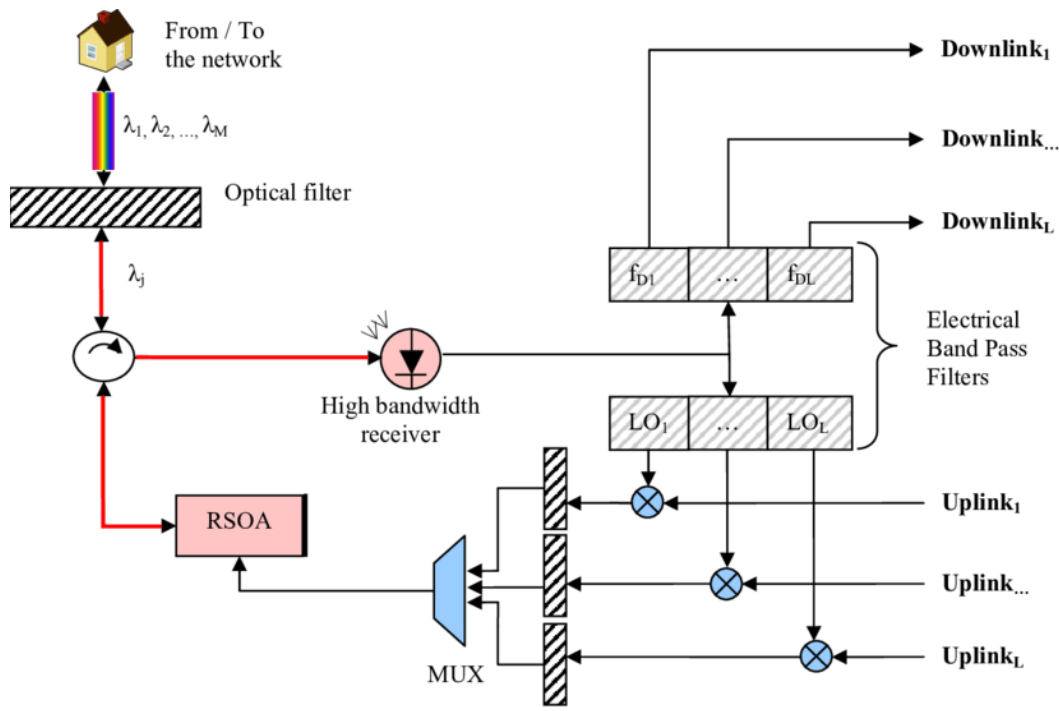 From / To
the network
λ1, λ2, ..., λM
Optical filter
λj
High bandwidth
receiver
RSOA
MUX
Downlink1
Downlink...
DownlinkL
fD1
...
fDL
Electrical
Band Pass
Filters
LO1
...
LOL
Uplink1
Uplink...
UplinkL